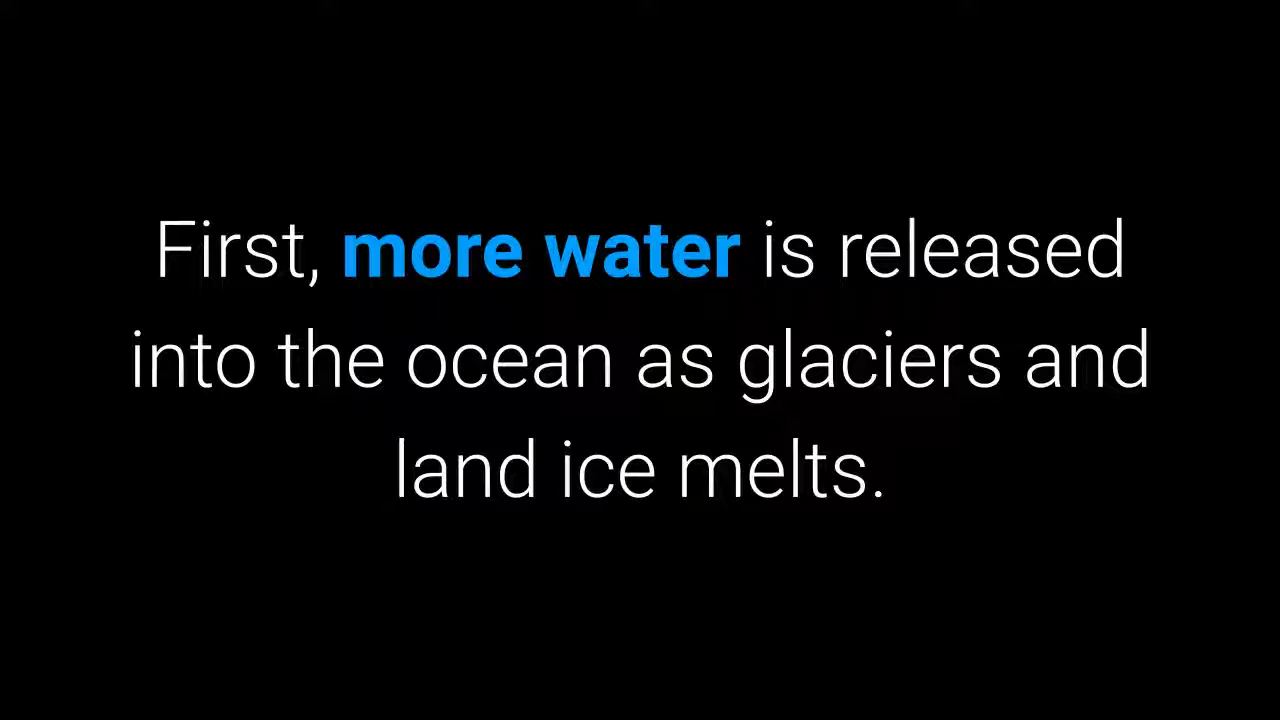 First, more water is released
into the ocean as glaciers and
land ice melts.